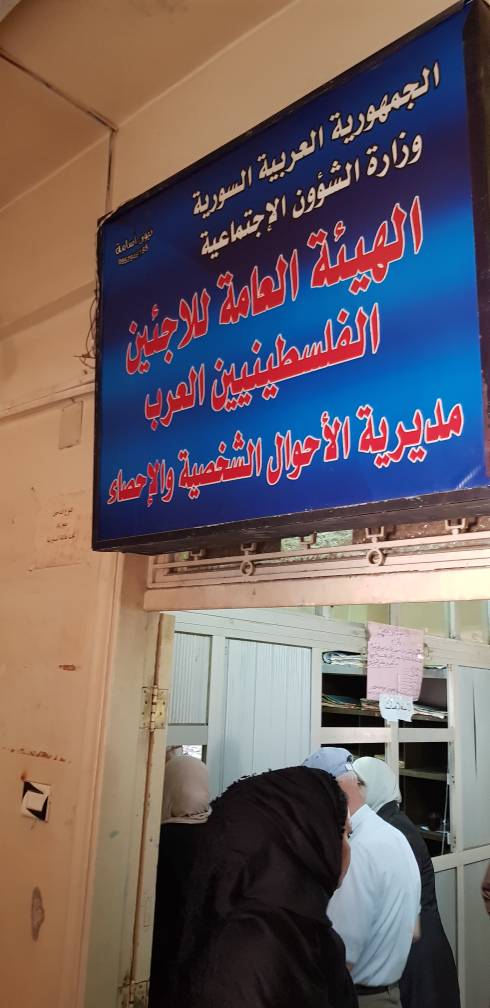 الجمهورية العربية السورية
وزارة الشؤون الإجتماعية
الهيئة العامة للاجئين
الفلسطينيين العرب
مديرية الأحوال الشخصية والإحصاء